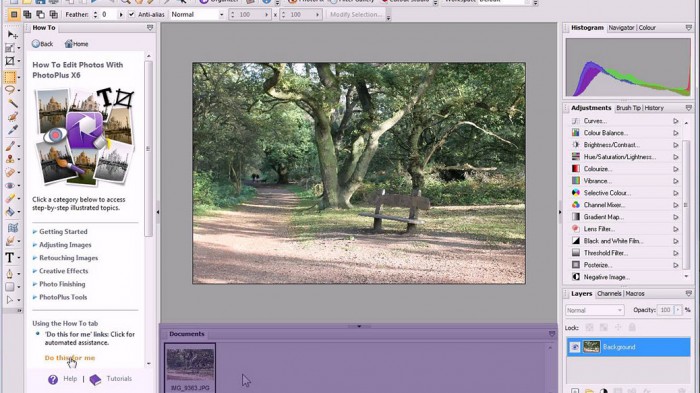 Feather: 0 Anti-alias Normal 100 100 Modify Selection...
How To
Back Home
How To Edit Photos With
PhotoPlus X6
T
Click a category below to access
step-by-step illustrated topics.
Getting Started
Adjusting Images
Retouching Images
Creative Effects
Photo Finishing
PhotoPlus Tools
Using the How To tab
'Do this for me' links: Click for
automated assistance.
Do this for me
Help | Tutorials
Documents
IMG_9363.JPG
Histogram Navigator Colour
Adjustments Brush Tip History
Curves...
Colour Balance...
Brightness/Contrast...
Hue/Saturation/Lightness...
Colourize...
Vibrance...
Selective Colour...
Channel Mixer...
Gradient Map...
Lens Filter...
Black and White Film...
Threshold Filter...
Posterize...
Negative Image...
Layers Channels Macros
Normal Opacity: 100 %
Lock:
Background